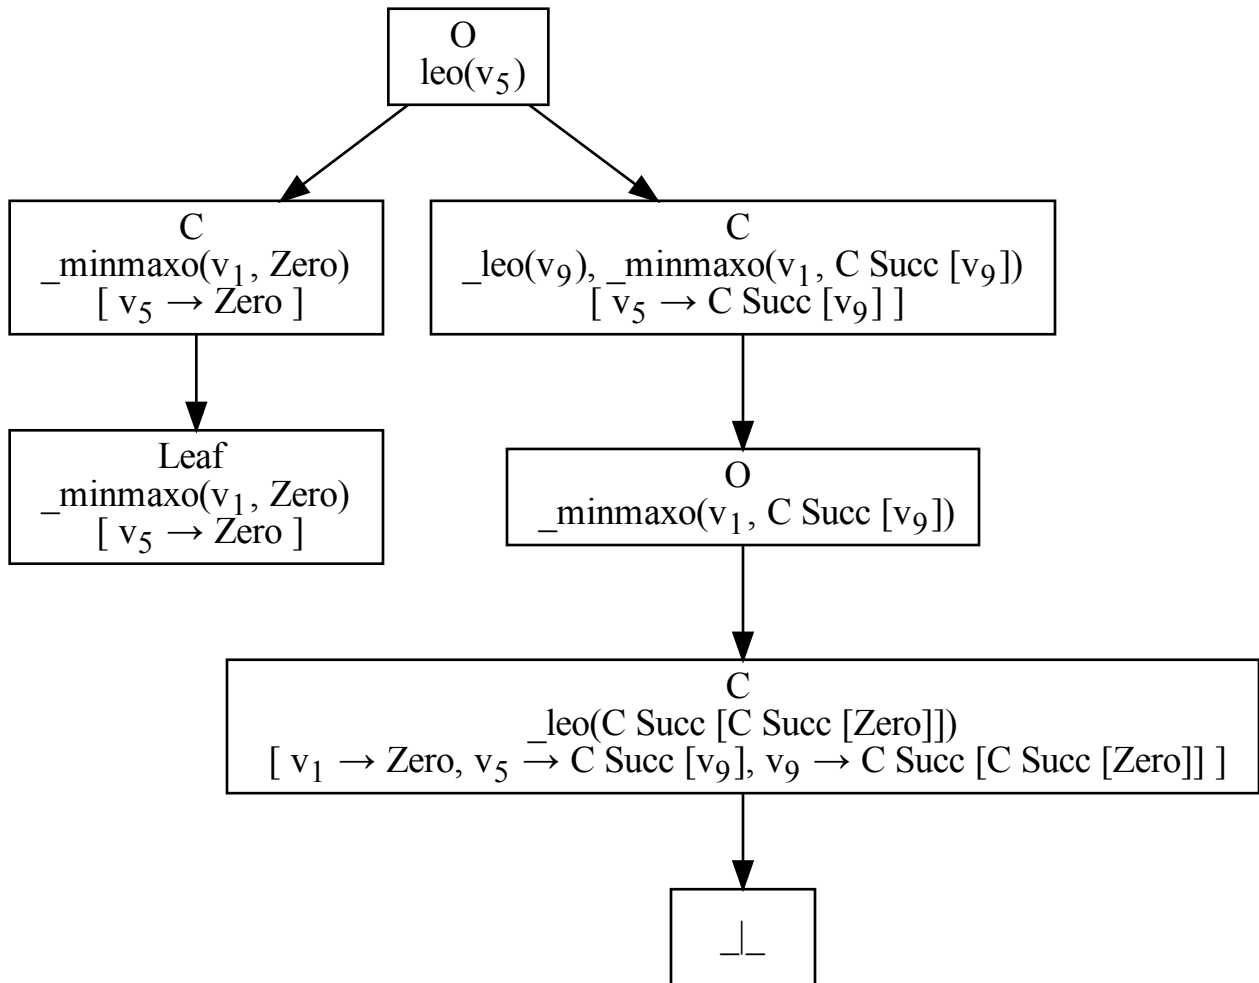 O
leo(v₅)
C
_minmaxo(v₁, Zero)
[ v₅ → Zero ]
C
_leo(v₉), _minmaxo(v₁, C Succ [v₉])
[ v₅ → C Succ [v₉] ]
Leaf
_minmaxo(v₁, Zero)
[ v₅ → Zero ]
O
_minmaxo(v₁, C Succ [v₉])
C
_leo(C Succ [C Succ [Zero]])
[ v₁ → Zero, v₅ → C Succ [v₉], v₉ → C Succ [C Succ [Zero]] ]
_|_